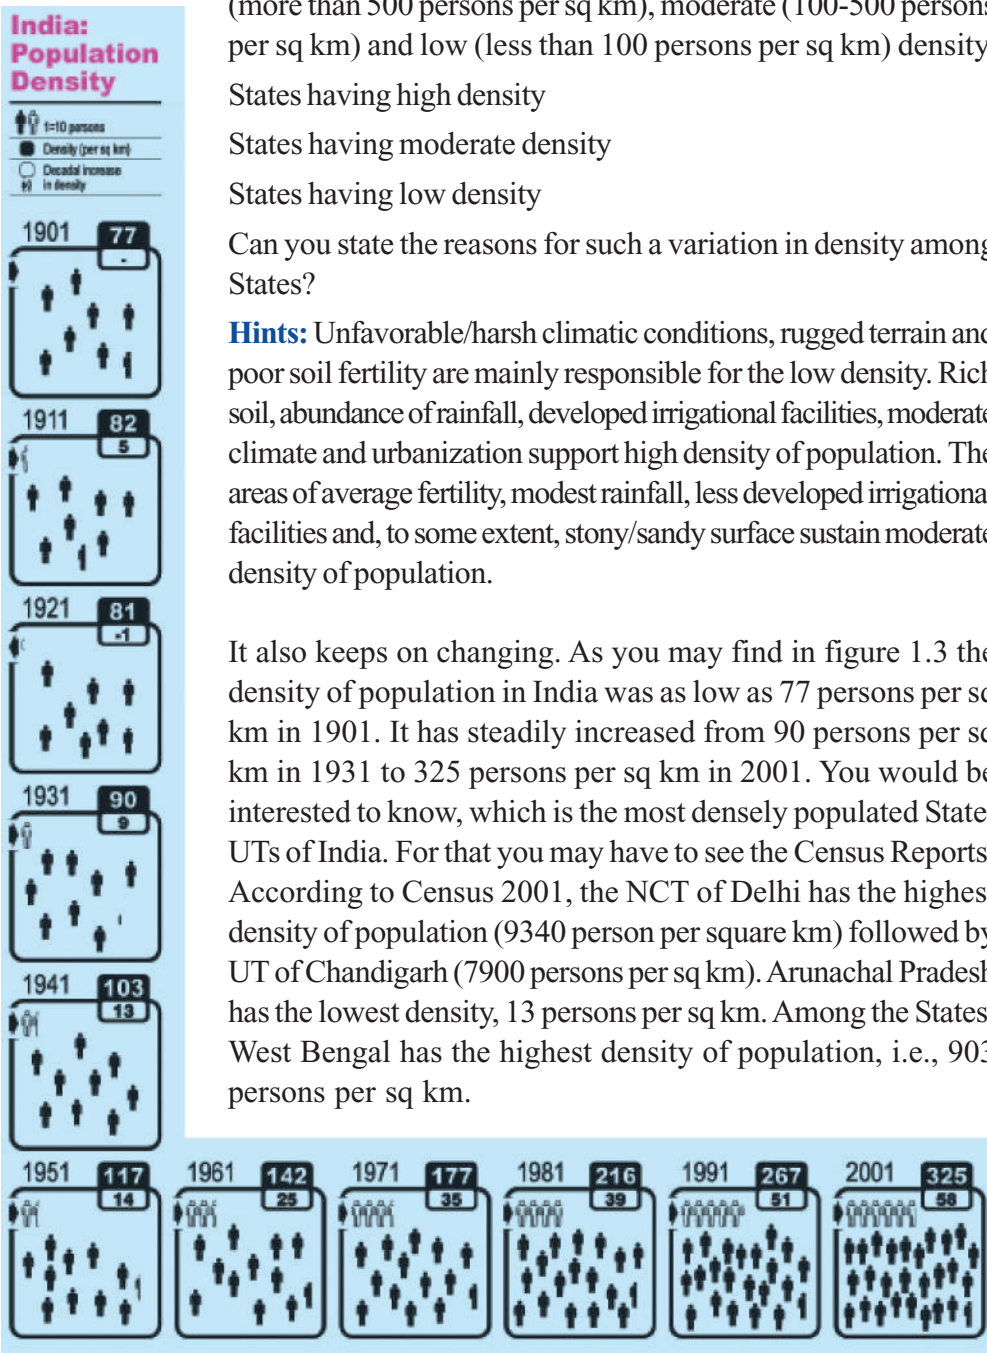 India:
Population
Density
1=10 persons
Density (per sq km)
Decadal increase
in density
(more than 500 persons per sq km), moderate (100-500 persons
per sq km) and low (less than 100 persons per sq km) density
States having high density
States having moderate density
States having low density
Can you state the reasons for such a variation in density among
States?
Hints: Unfavorable/harsh climatic conditions, rugged terrain and
poor soil fertility are mainly responsible for the low density. Rich
soil, abundance of rainfall, developed irrigational facilities, moderate
climate and urbanization support high density of population. The
areas of average fertility, modest rainfall, less developed irrigational
facilities and, to some extent, stony/sandy surface sustain moderate
density of population.
It also keeps on changing. As you may find in figure 1.3 the
density of population in India was as low as 77 persons per sq
km in 1901. It has steadily increased from 90 persons per sq
km in 1931 to 325 persons per sq km in 2001. You would be
interested to know, which is the most densely populated State
UTs of India. For that you may have to see the Census Reports
According to Census 2001, the NCT of Delhi has the highest
density of population (9340 person per square km) followed by
UT of Chandigarh (7900 persons per sq km). Arunachal Pradesh
has the lowest density, 13 persons per sq km. Among the States
West Bengal has the highest density of population, i.e., 903
persons per sq km.
1901 77
-
1911 82
5
1921 81
-1
1931 90
9
1941 103
13
1951 117
14
1961 142
25
1971 177
35
1981 216
39
1991 267
51
2001 325
58